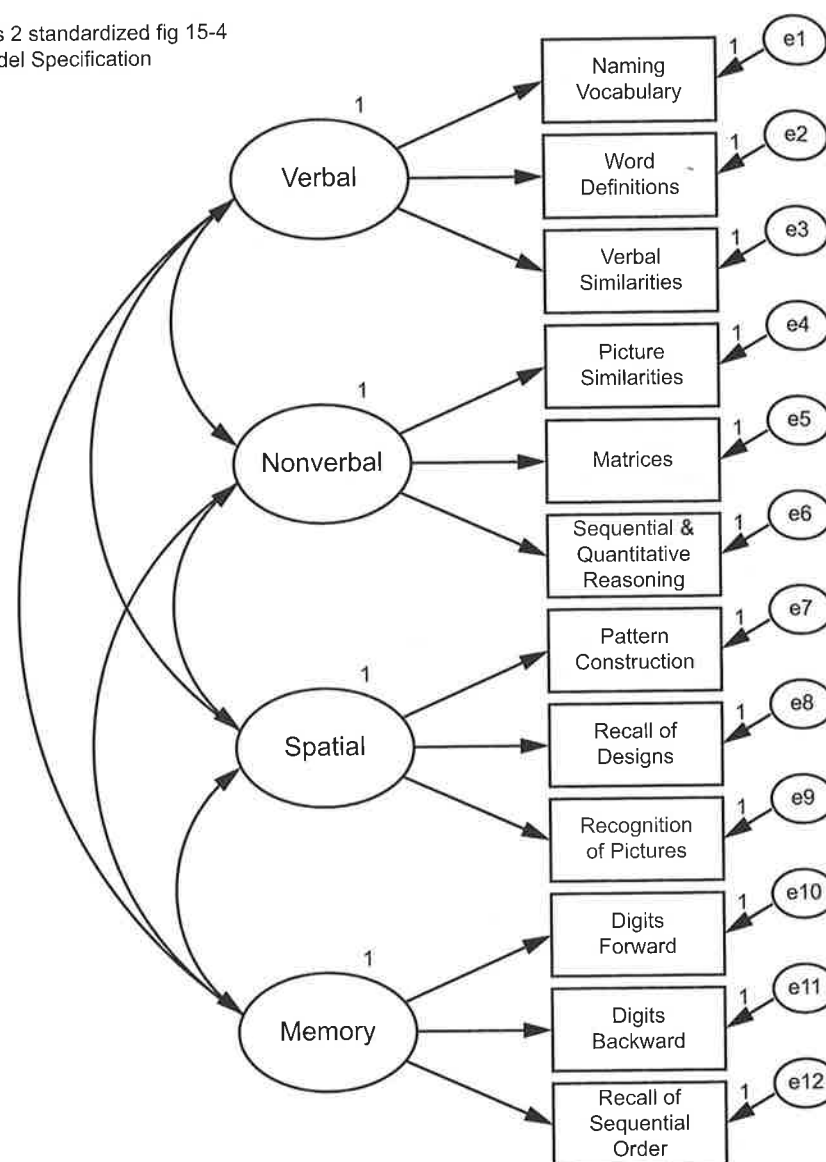 s 2 standardized fig 15-4
del Specification
1
Verbal
Naming
Vocabulary
1
e1
Word
Definitions
1
e2
Verbal
Similarities
1
e3
1
Nonverbal
Picture
Similarities
1
e4
Matrices
1
e5
Sequential &
Quantitative
Reasoning
1
e6
1
Spatial
Pattern
Construction
1
e7
Recall of
Designs
1
e8
Recognition
of Pictures
1
e9
1
Memory
Digits
Forward
1
e10
Digits
Backward
1
e11
Recall of
Sequential
Order
1
e12